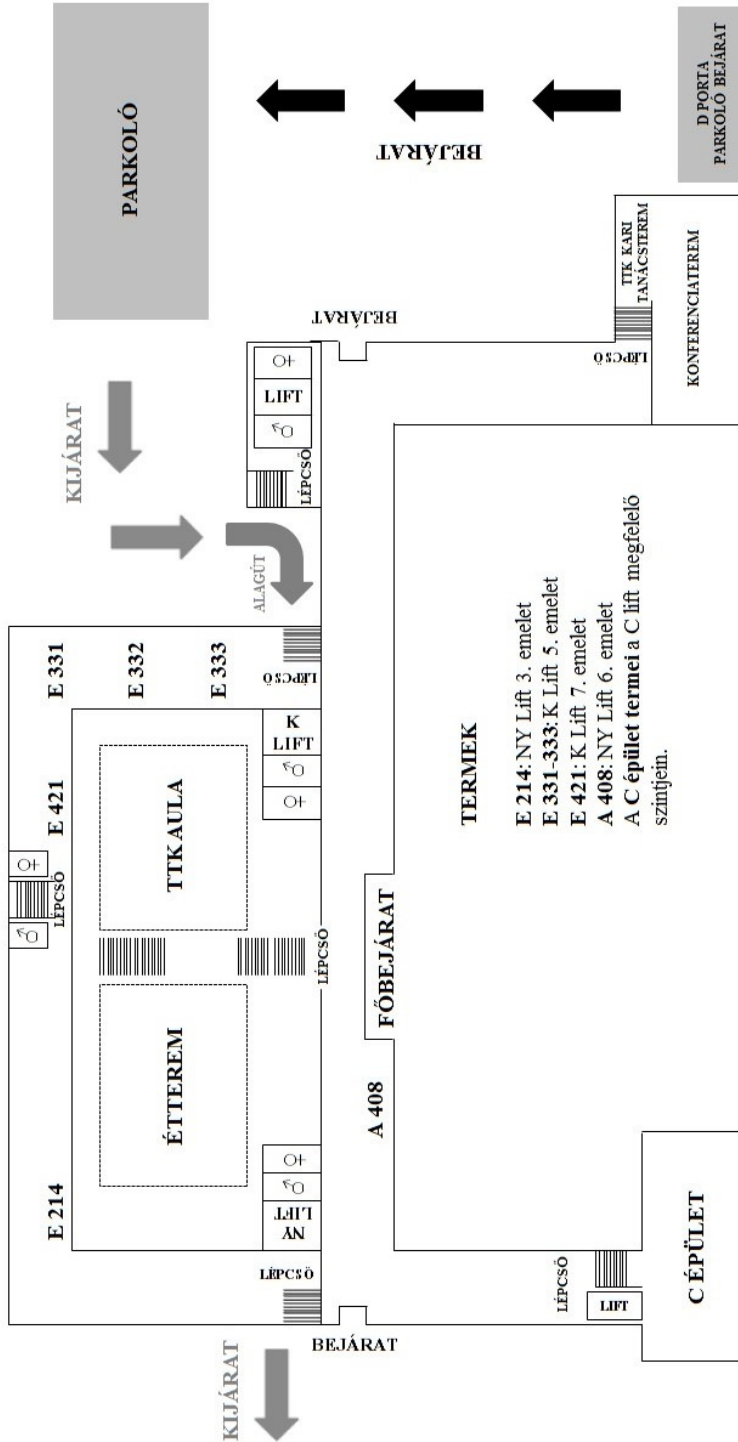 PARKOLÓ
BEJÁRAT
D PORTA
PARKOLÓ BEJÁRAT
KIJÁRAT
BEJÁRAT
TTK KARI
TANÁCSTEREM
KONFERENCIATEREM
LÉPCSŐ
LIFT
LÉPCSŐ
ALAGÚT
E 331
E 332
E 333
LÉPCSŐ
K
LIFT
E 421
LÉPCSŐ
TTK AULA
LÉPCSŐ
ÉTTEREM
FŐBEJÁRAT
A 408
E 214
NY
LIFT
LÉPCSŐ
BEJÁRAT
KIJÁRAT
TERMEK
E 214: NY Lift 3. emelet
E 331-333: K Lift 5. emelet
E 421: K Lift 7. emelet
A 408: NY Lift 6. emelet
A C épület termei a C lift megfelelő
szintjein.
LÉPCSŐ
LIFT
C ÉPÜLET